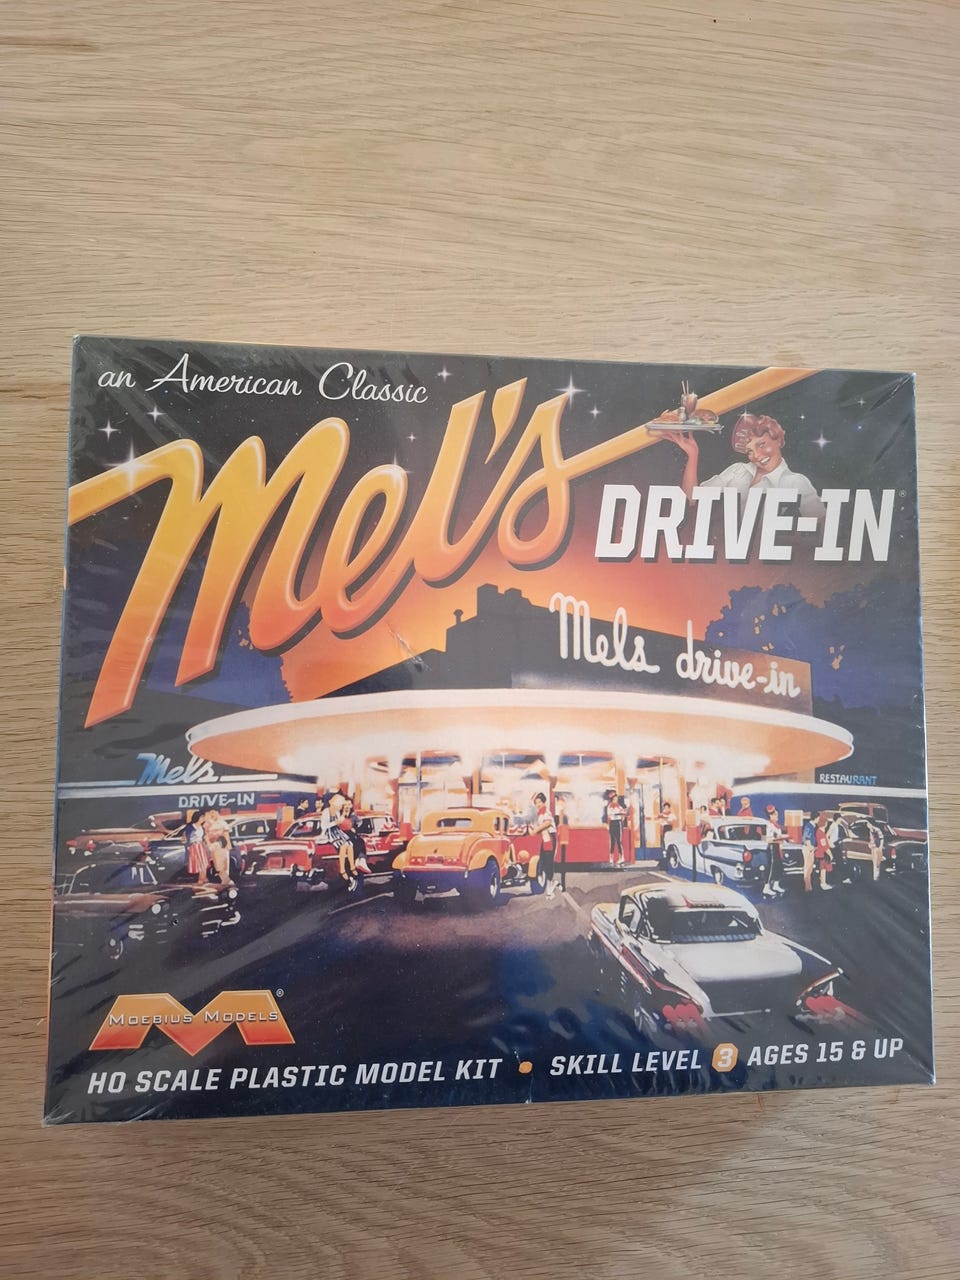 an American Classic
Mel's
DRIVE-IN®
Mels drive-in
Mels
DRIVE-IN
RESTAURANT
MOEBIUS MODELS®
HO SCALE PLASTIC MODEL KIT • SKILL LEVEL 3 AGES 15 & UP